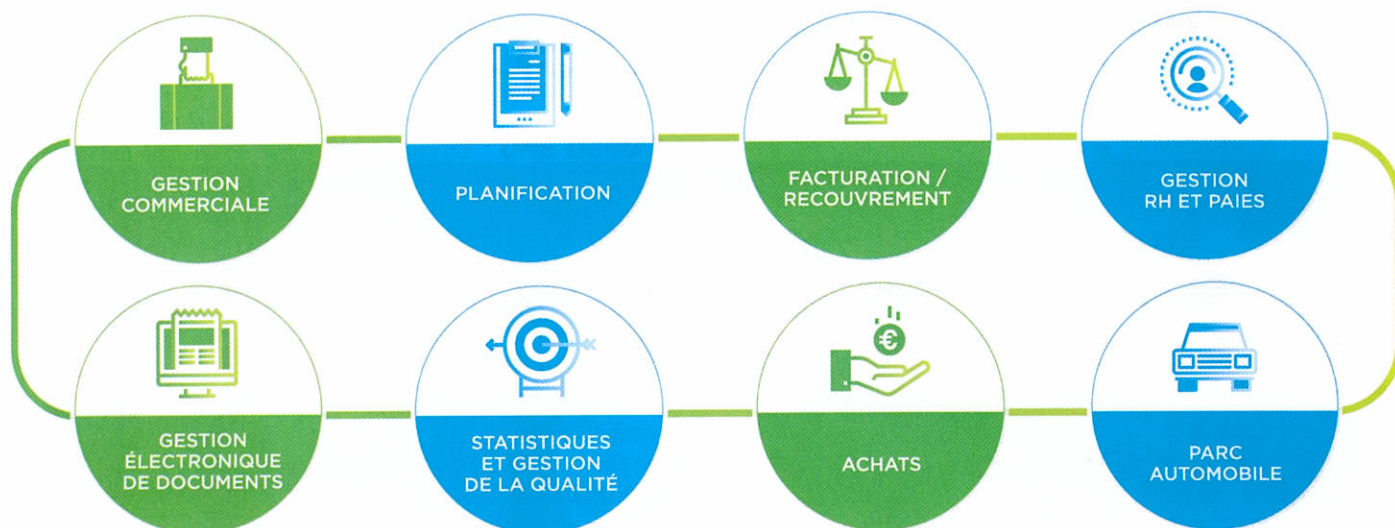 GESTION
COMMERCIALE
PLANIFICATION
FACTURATION /
RECOUVREMENT
GESTION
RH ET PAIES
GESTION
ÉLECTRONIQUE
DE DOCUMENTS
STATISTIQUES
ET GESTION
DE LA QUALITÉ
€
ACHATS
PARC
AUTOMOBILE